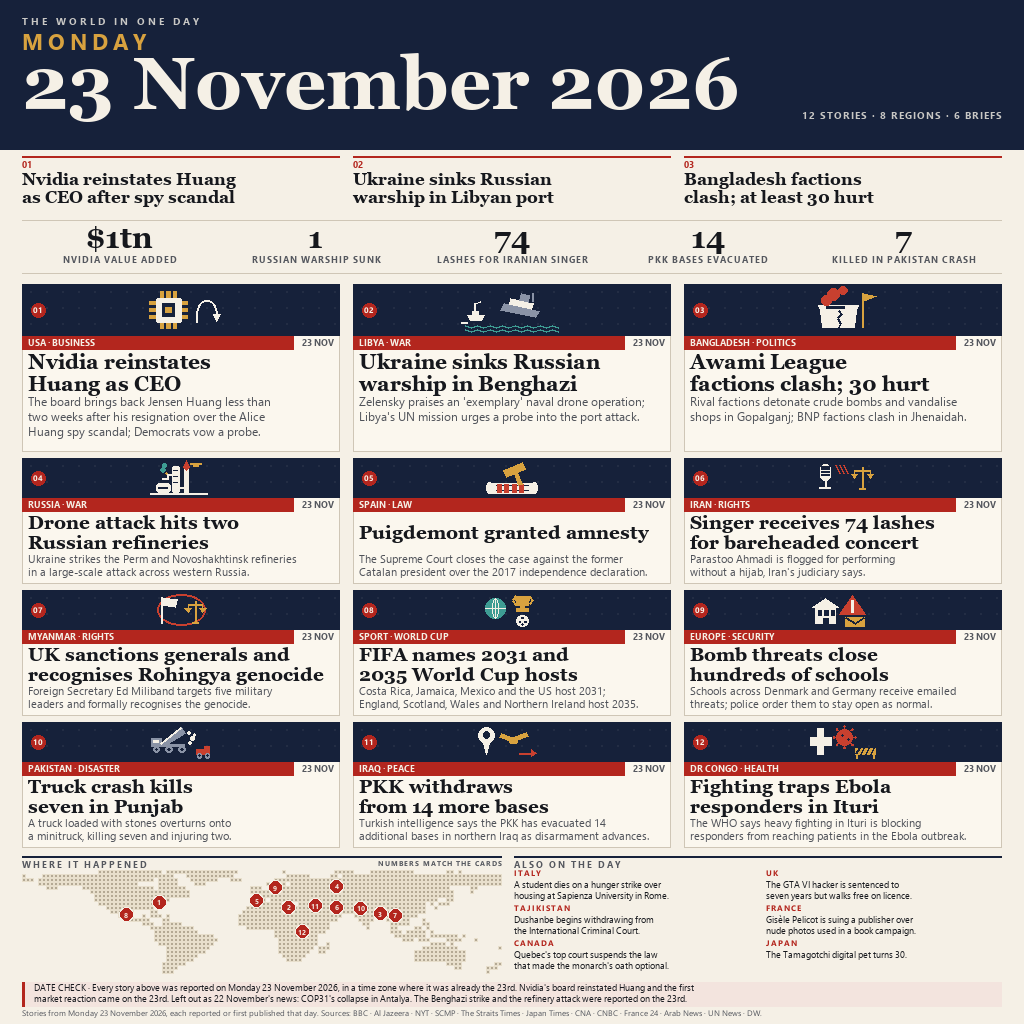 THE WORLD IN ONE DAY
MONDAY
23 November 2026
12 STORIES · 8 REGIONS · 6 BRIEFS
01
Nvidia reinstates Huang
as CEO after spy scandal
02
Ukraine sinks Russian
warship in Libyan port
03
Bangladesh factions
clash; at least 30 hurt
$1tn
NVIDIA VALUE ADDED
1
RUSSIAN WARSHIP SUNK
74
LASHES FOR IRANIAN SINGER
14
PKK BASES EVACUATED
7
KILLED IN PAKISTAN CRASH
01
USA · BUSINESS
23 NOV
Nvidia reinstates
Huang as CEO
The board brings back Jensen Huang less than
two weeks after his resignation over the Alice
Huang spy scandal; Democrats vow a probe.
02
LIBYA · WAR
23 NOV
Ukraine sinks Russian
warship in Benghazi
Zelensky praises an 'exemplary' naval drone operation;
Libya's UN mission urges a probe into the port attack.
03
BANGLADESH · POLITICS
23 NOV
Awami League
factions clash; 30 hurt
Rival factions detonate crude bombs and vandalise
shops in Gopalganj; BNP factions clash in Jhenaidah.
04
RUSSIA · WAR
23 NOV
Drone attack hits two
Russian refineries
Ukraine strikes the Perm and Novoshakhtinsk refineries
in a large-scale attack across western Russia.
05
SPAIN · LAW
23 NOV
Puigdemont granted amnesty
The Supreme Court closes the case against the former
Catalan president over the 2017 independence declaration.
06
IRAN · RIGHTS
23 NOV
Singer receives 74 lashes
for bareheaded concert
Parastoo Ahmadi is flogged for performing
without a hijab, Iran's judiciary says.
07
MYANMAR · RIGHTS
23 NOV
UK sanctions generals and
recognises Rohingya genocide
Foreign Secretary Ed Miliband targets five military
leaders and formally recognises the genocide.
08
SPORT · WORLD CUP
23 NOV
FIFA names 2031 and
2035 World Cup hosts
Costa Rica, Jamaica, Mexico and the US host 2031;
England, Scotland, Wales and Northern Ireland host 2035.
09
EUROPE · SECURITY
23 NOV
Bomb threats close
hundreds of schools
Schools across Denmark and Germany receive emailed
threats; police order them to stay open as normal.
10
PAKISTAN · DISASTER
23 NOV
Truck crash kills
seven in Punjab
A truck loaded with stones overturns onto
a minitruck, killing seven and injuring two.
11
IRAQ · PEACE
23 NOV
PKK withdraws
from 14 more bases
Turkish intelligence says the PKK has evacuated 14
additional bases in northern Iraq as disarmament advances.
12
DR CONGO · HEALTH
23 NOV
Fighting traps Ebola
responders in Ituri
The WHO says heavy fighting in Ituri is blocking
responders from reaching patients in the Ebola outbreak.
WHERE IT HAPPENED
NUMBERS MATCH THE CARDS
9
4
5
1
2
11
6
10
3
7
8
12
ALSO ON THE DAY
ITALY
A student dies on a hunger strike over
housing at Sapienza University in Rome.
TAJIKISTAN
Dushanbe begins withdrawing from
the International Criminal Court.
CANADA
Quebec's top court suspends the law
that made the monarch's oath optional.
UK
The GTA VI hacker is sentenced to
seven years but walks free on licence.
FRANCE
Gisèle Pelicot is suing a publisher over
nude photos used in a book campaign.
JAPAN
The Tamagotchi digital pet turns 30.
DATE CHECK · Every story above was reported on Monday 23 November 2026, in a time zone where it was already the 23rd. Nvidia's board reinstated Huang and the first
market reaction came on the 23rd. Left out as 22 November's news: COP31's collapse in Antalya. The Benghazi strike and the refinery attack were reported on the 23rd.
Stories from Monday 23 November 2026, each reported or first published that day. Sources: BBC · Al Jazeera · NYT · SCMP · The Straits Times · Japan Times · CNA · CNBC · France 24 · Arab News · UN News · DW.